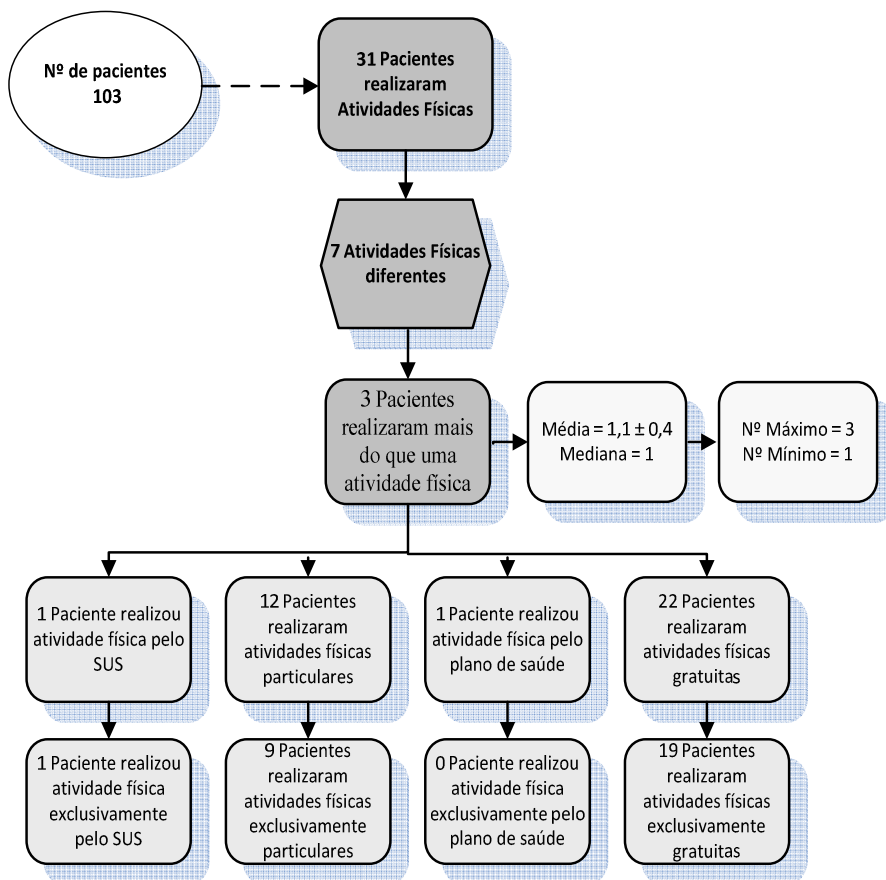 Nº de pacientes
103
31 Pacientes
realizaram
Atividades Físicas
7 Atividades Físicas
diferentes
3 Pacientes
realizaram mais
do que uma
atividade física
Média = 1,1 ± 0,4
Mediana = 1
Nº Máximo = 3
Nº Mínimo = 1
1 Paciente realizou
atividade física pelo
SUS
12 Pacientes
realizaram
atividades físicas
particulares
1 Paciente realizou
atividade física pelo
plano de saúde
22 Pacientes
realizaram
atividades físicas
gratuitas
1 Paciente realizou
atividade física
exclusivamente
pelo SUS
9 Pacientes
realizaram
atividades físicas
exclusivamente
particulares
0 Paciente realizou
atividade física
exclusivamente pelo
plano de saúde
19 Pacientes
realizaram
atividades físicas
exclusivamente
gratuitas